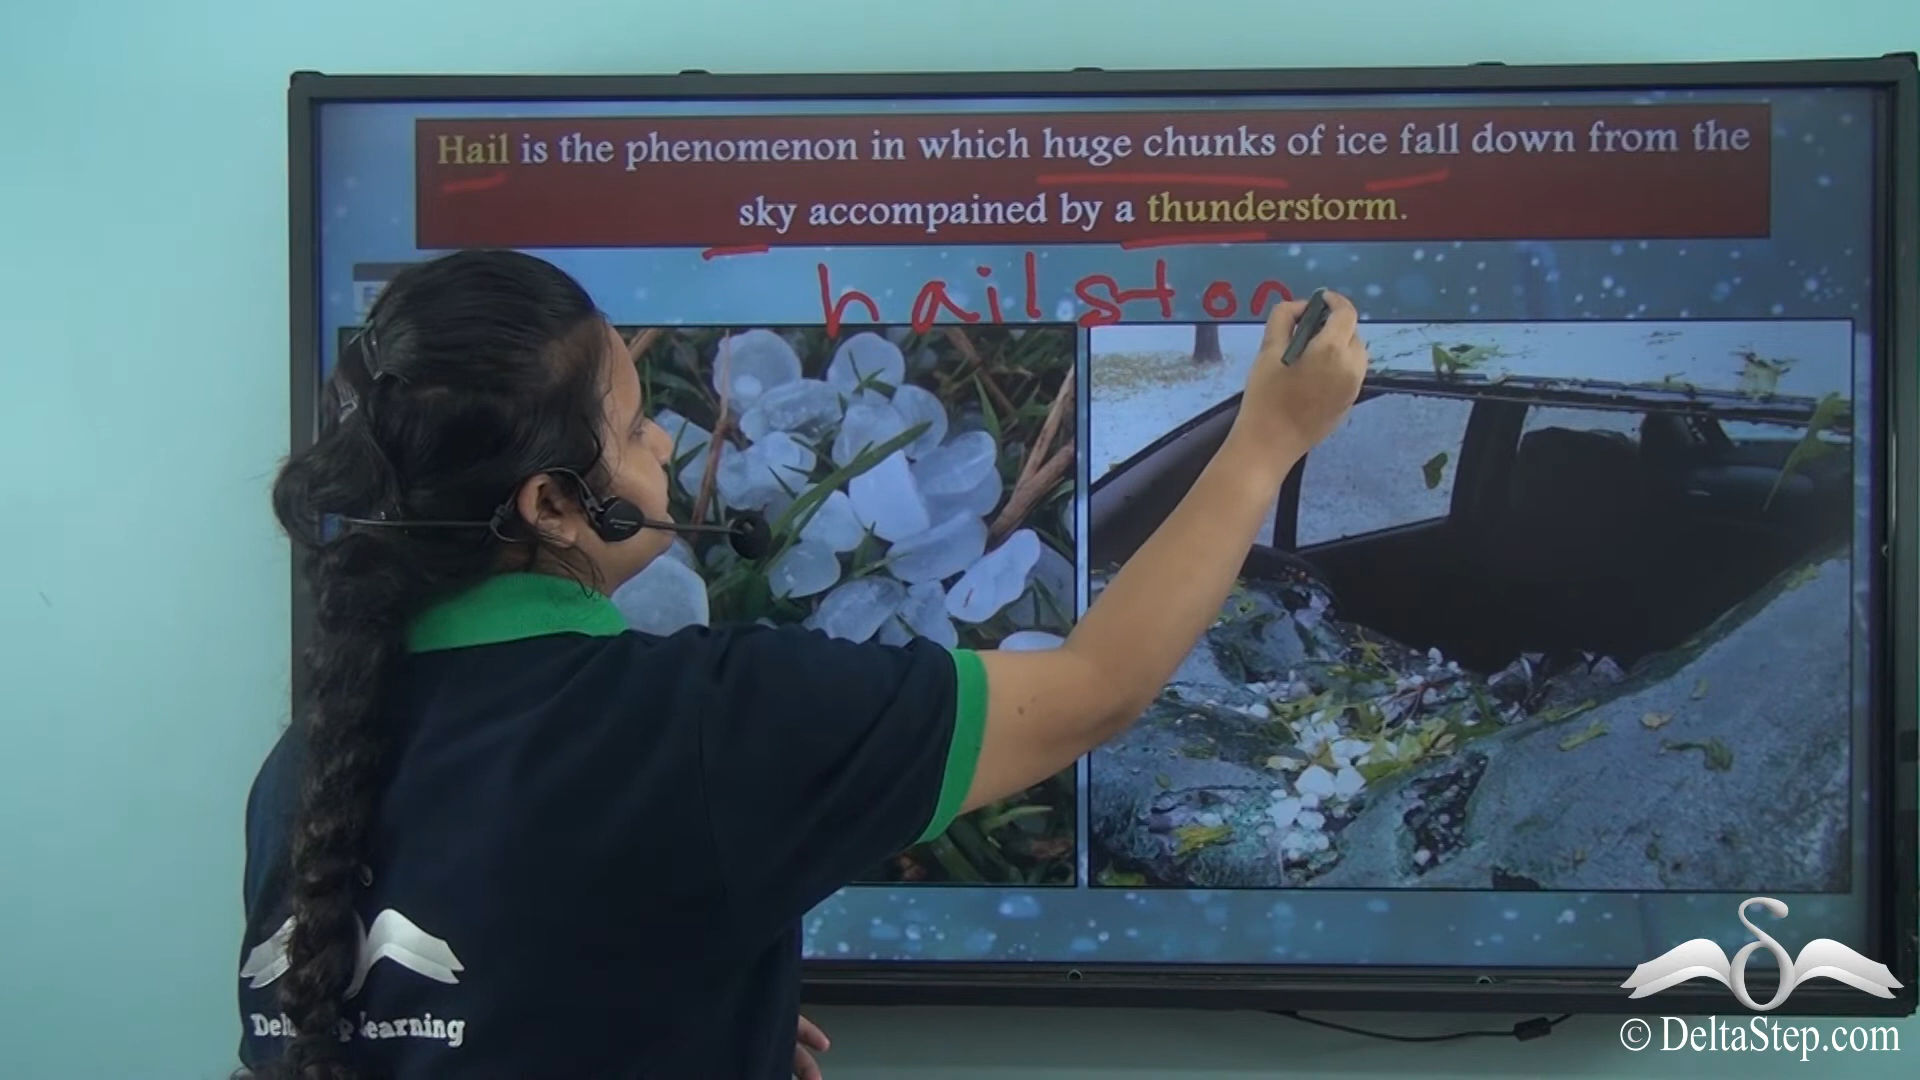 Hail is the phenomenon in which huge chunks of ice fall down from the
sky accompained by a thunderstorm.
hailston
Learning
© DeltaStep.com